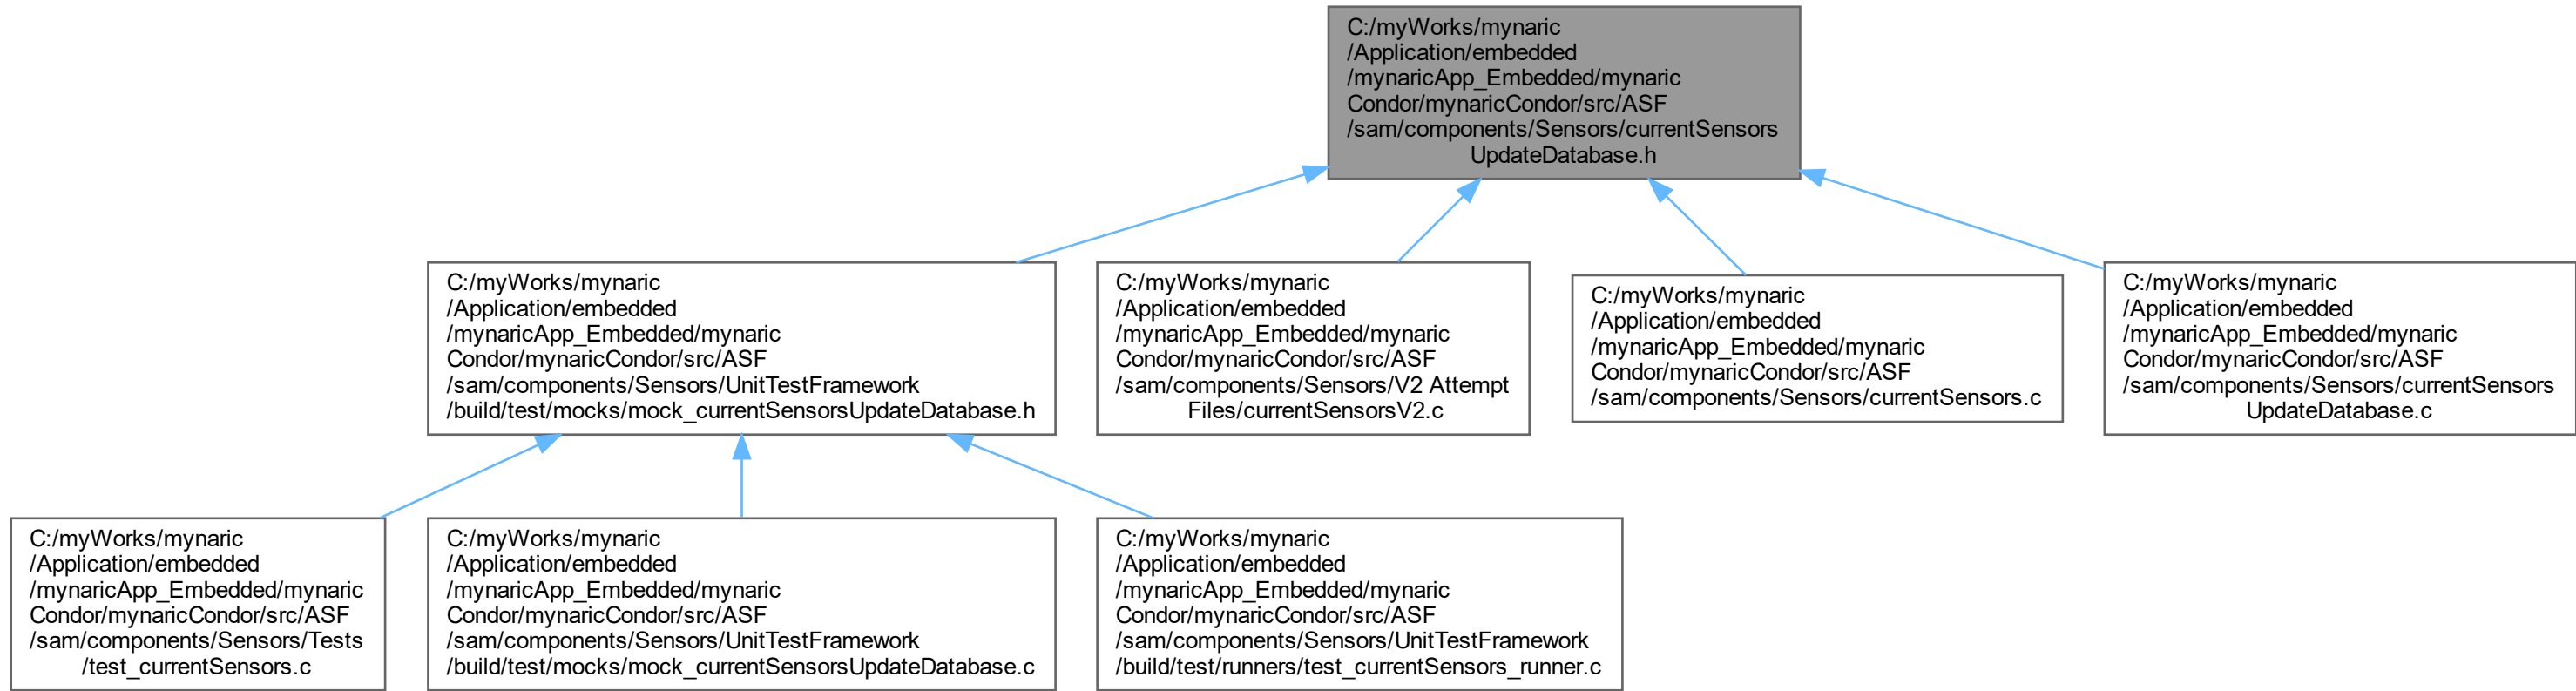 C:/myWorks/mynaric
/Application/embedded
/mynaricApp_Embedded/mynaric
Condor/mynaricCondor/src/ASF
/sam/components/Sensors/currentSensors
UpdateDatabase.h
C:/myWorks/mynaric
/Application/embedded
/mynaricApp_Embedded/mynaric
Condor/mynaricCondor/src/ASF
/sam/components/Sensors/UnitTestFramework
/build/test/mocks/mock_currentSensorsUpdateDatabase.h
C:/myWorks/mynaric
/Application/embedded
/mynaricApp_Embedded/mynaric
Condor/mynaricCondor/src/ASF
/sam/components/Sensors/V2 Attempt
Files/currentSensorsV2.c
C:/myWorks/mynaric
/Application/embedded
/mynaricApp_Embedded/mynaric
Condor/mynaricCondor/src/ASF
/sam/components/Sensors/currentSensors.c
C:/myWorks/mynaric
/Application/embedded
/mynaricApp_Embedded/mynaric
Condor/mynaricCondor/src/ASF
/sam/components/Sensors/currentSensors
UpdateDatabase.c
C:/myWorks/mynaric
/Application/embedded
/mynaricApp_Embedded/mynaric
Condor/mynaricCondor/src/ASF
/sam/components/Sensors/Tests
/test_currentSensors.c
C:/myWorks/mynaric
/Application/embedded
/mynaricApp_Embedded/mynaric
Condor/mynaricCondor/src/ASF
/sam/components/Sensors/UnitTestFramework
/build/test/mocks/mock_currentSensorsUpdateDatabase.c
C:/myWorks/mynaric
/Application/embedded
/mynaricApp_Embedded/mynaric
Condor/mynaricCondor/src/ASF
/sam/components/Sensors/UnitTestFramework
/build/test/runners/test_currentSensors_runner.c